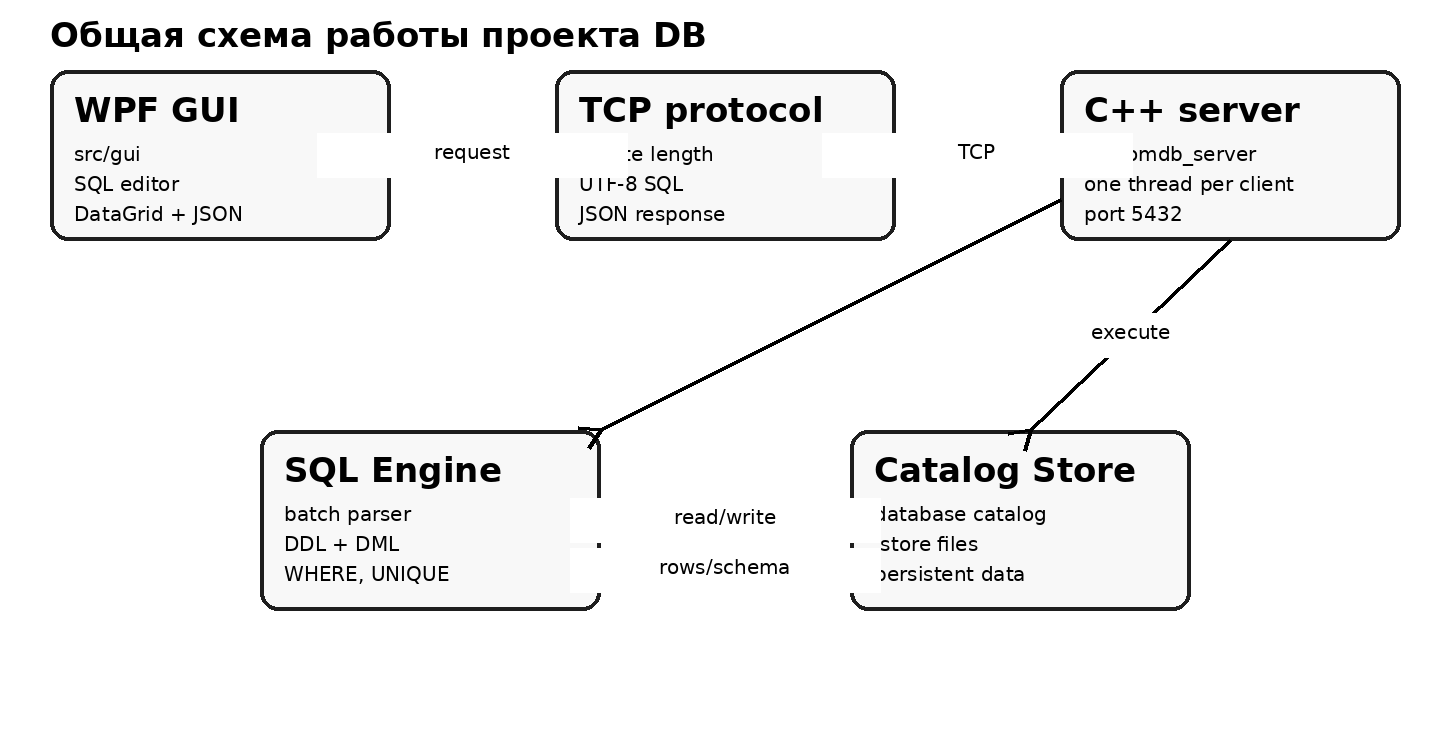 Общая схема работы проекта DB
WPF GUI
src/gui
SQL editor
DataGrid + JSON
request
TCP protocol
length
UTF-8 SQL
JSON response
TCP
C++ server
one thread per client
port 5432
execute
SQL Engine
batch parser
DDL + DML
WHERE, UNIQUE
read/write
rows/schema
Catalog Store
database catalog
store files
persistent data